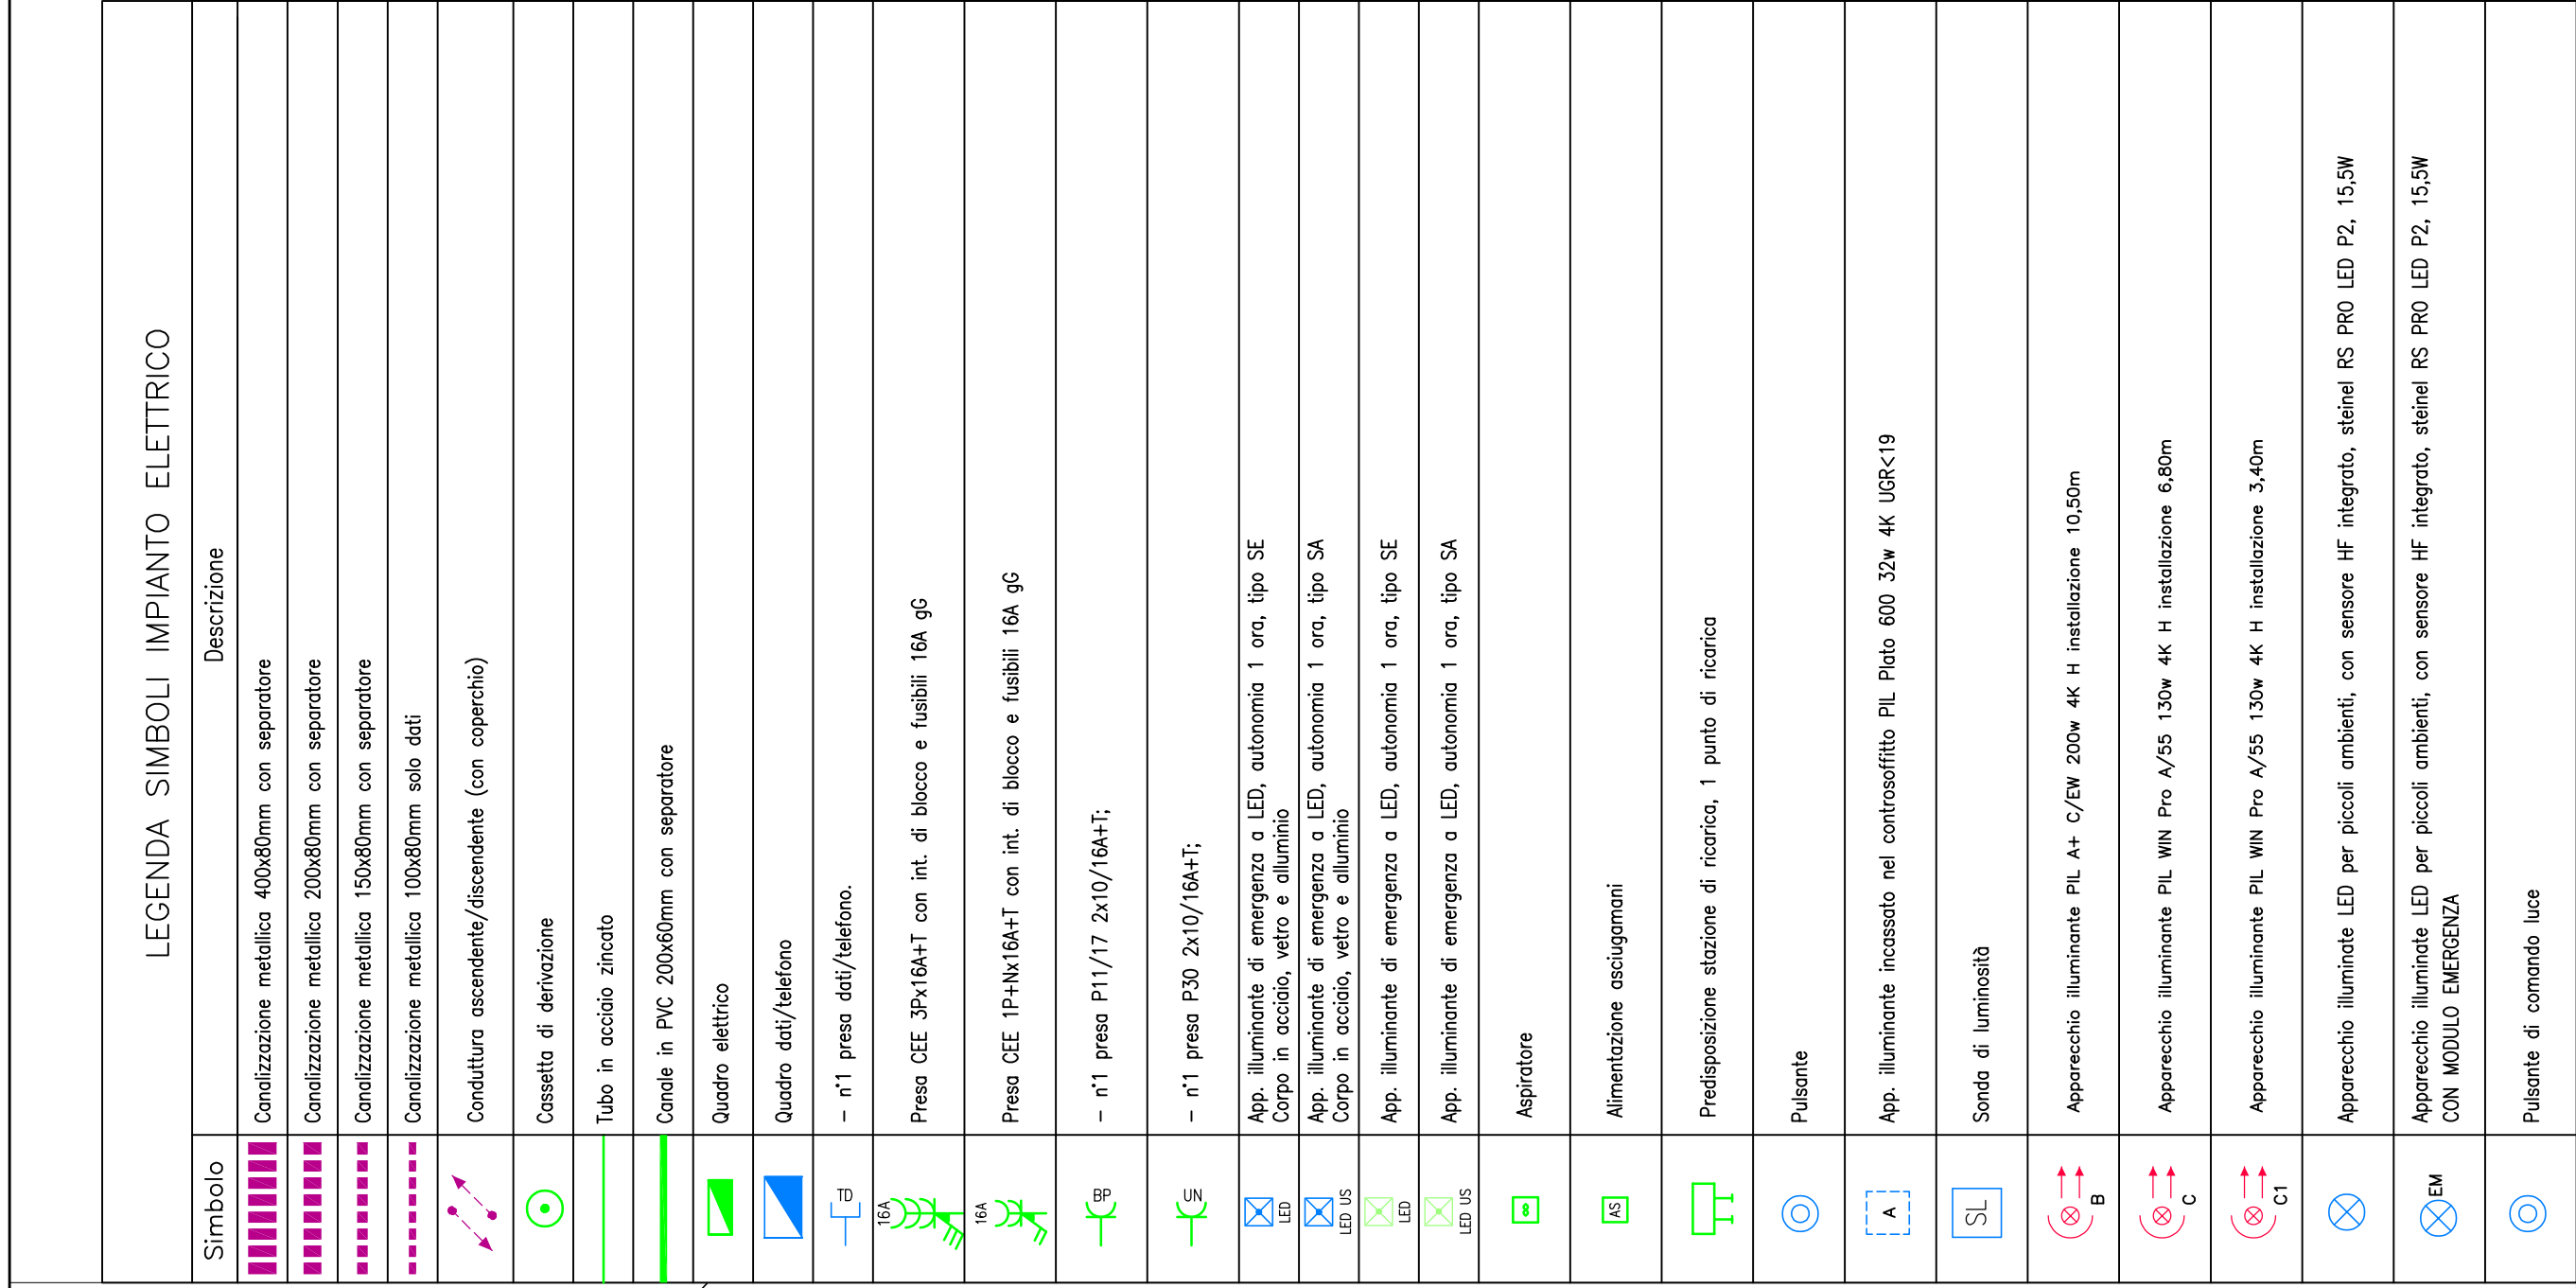 LEGENDA SIMBOLI IMPIANTO ELETTRICO
Simbolo Descrizione
Canalizzazione metallica 400x80mm con separatore
Canalizzazione metallica 200x80mm con separatore
Canalizzazione metallica 150x80mm con separatore
Canalizzazione metallica 100x80mm solo dati
Conduttura ascendente/discendente (con coperchio)
Cassetta di derivazione
Tubo in acciaio zincato
Canale in PVC 200x60mm con separatore
Quadro elettrico
Quadro dati/telefono
TD – n°1 presa dati/telefono.
16A Presa CEE 3Px16A+T con int. di blocco e fusibili 16A gG
16A Presa CEE 1P+Nx16A+T con int. di blocco e fusibili 16A gG
BP – n°1 presa P11/17 2x10/16A+T;
UN – n°1 presa P30 2x10/16A+T;
LED App. illuminante di emergenza a LED, autonomia 1 ora, tipo SE
Corpo in acciaio, vetro e alluminio
LED US App. illuminante di emergenza a LED, autonomia 1 ora, tipo SA
Corpo in acciaio, vetro e alluminio
LED App. illuminante di emergenza a LED, autonomia 1 ora, tipo SE
LED US App. illuminante di emergenza a LED, autonomia 1 ora, tipo SA
Aspiratore
AS Alimentazione asciugamani
Predisposizione stazione di ricarica, 1 punto di ricarica
Pulsante
A App. illuminante incassato nel controsoffitto PIL Plato 600 32w 4K UGR<19
SL Sonda di luminosità
B Apparecchio illuminante PIL A+ C/EW 200w 4K H installazione 10,50m
C Apparecchio illuminante PIL WIN Pro A/55 130w 4K H installazione 6,80m
C1 Apparecchio illuminante PIL WIN Pro A/55 130w 4K H installazione 3,40m
Apparecchio illuminate LED per piccoli ambienti, con sensore HF integrato, steinel RS PRO LED P2, 15,5W
EM Apparecchio illuminate LED per piccoli ambienti, con sensore HF integrato, steinel RS PRO LED P2, 15,5W
CON MODULO EMERGENZA
Pulsante di comando luce